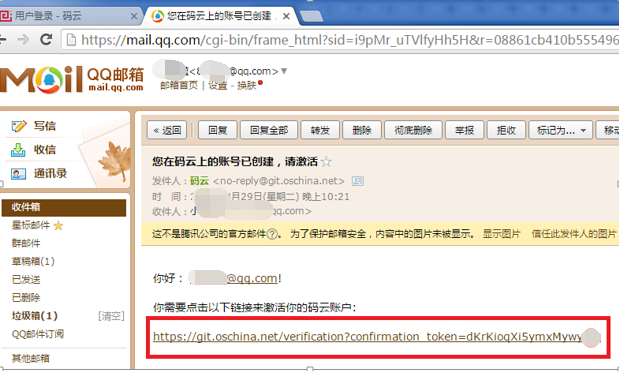 用户登录 - 码云
您在码云上的账号已创建，
https://mail.qq.com/cgi-bin/frame_html?sid=i9pMr_uTVlfyHh5H&r=08861cb410b555496
Mail QQ邮箱
mail.qq.com
@qq.com>
邮箱首页 | 设置 - 换肤
写信
收信
通讯录
收件箱
星标邮件
群邮件
草稿箱(1)
已发送
已删除
垃圾箱(1) [清空]
QQ邮件订阅
其他邮箱
« 返回 回复 回复全部 转发 删除 彻底删除 举报 拒收 标记为... 移动
您在码云上的账号已创建，请激活
发件人：码云 <no-reply@git.oschina.net>
时 间：月29日(星期二) 晚上10:21
收件人：小 qq.com>
这不是腾讯公司的官方邮件?。 为了保护邮箱安全，内容中的图片未被显示。 显示图片 信任此发件人的图片
你好： @qq.com!
你需要点击以下链接来激活你的码云账户：
https://git.oschina.net/verification?confirmation_token=dKrKioqXi5ymxMywy